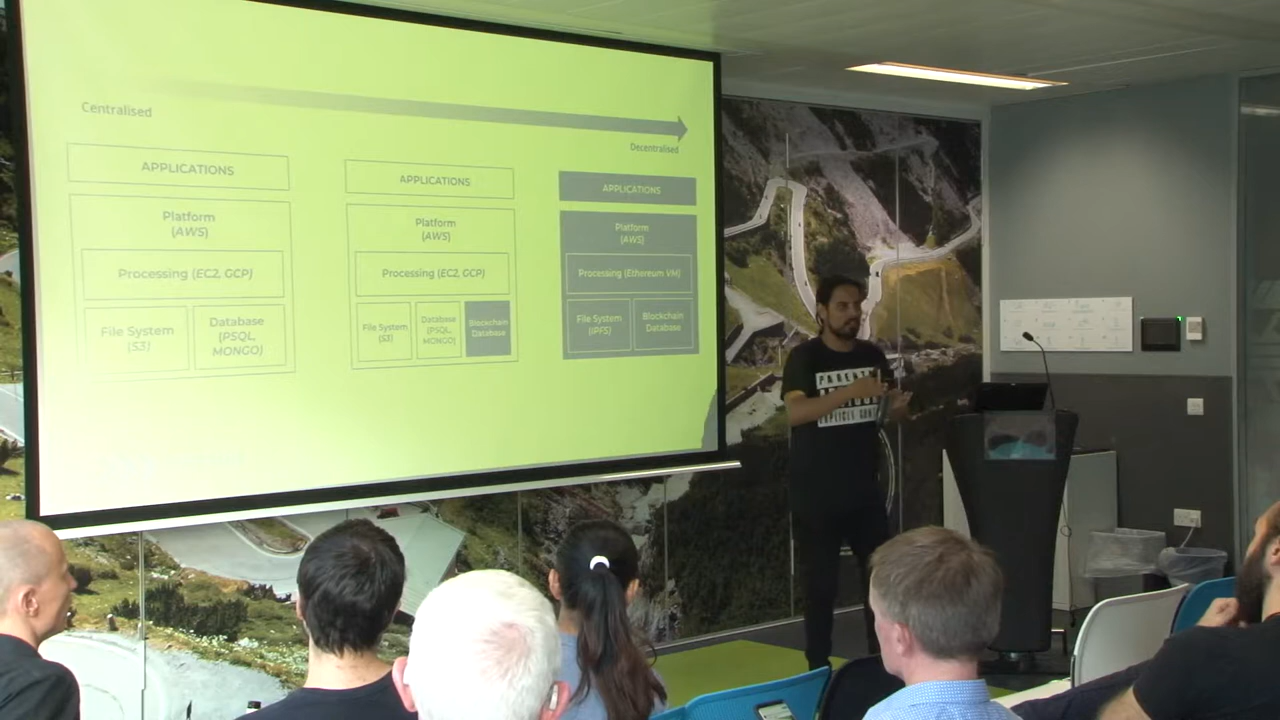 Centralised
Decentralised
APPLICATIONS
Platform
(AWS)
Processing (EC2, GCP)
File System
(S3)
Database
(PSQL,
MONGO)
APPLICATIONS
Platform
(AWS)
Processing (EC2, GCP)
File System
(S3)
Database
(PSQL,
MONGO)
Blockchain
Database
APPLICATIONS
Platform
(AWS)
Processing (Ethereum VM)
File System
(IPFS)
Blockchain
Database